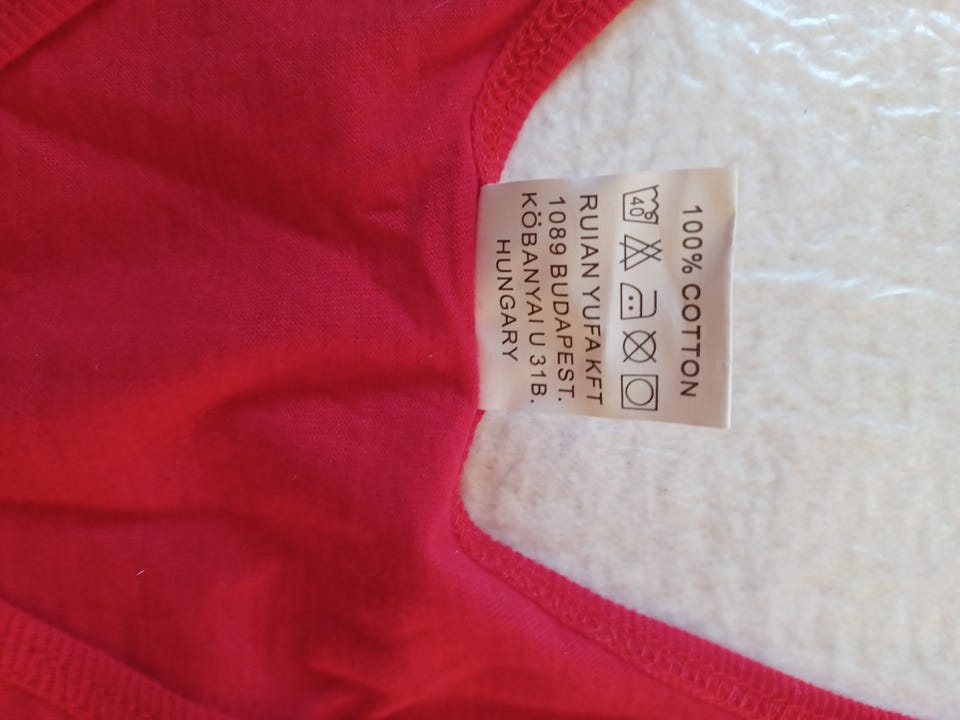 100% COTTON
40
RUIAN YUFA KFT
1089 BUDAPEST.
KÖBANYAI U 31B.
HUNGARY